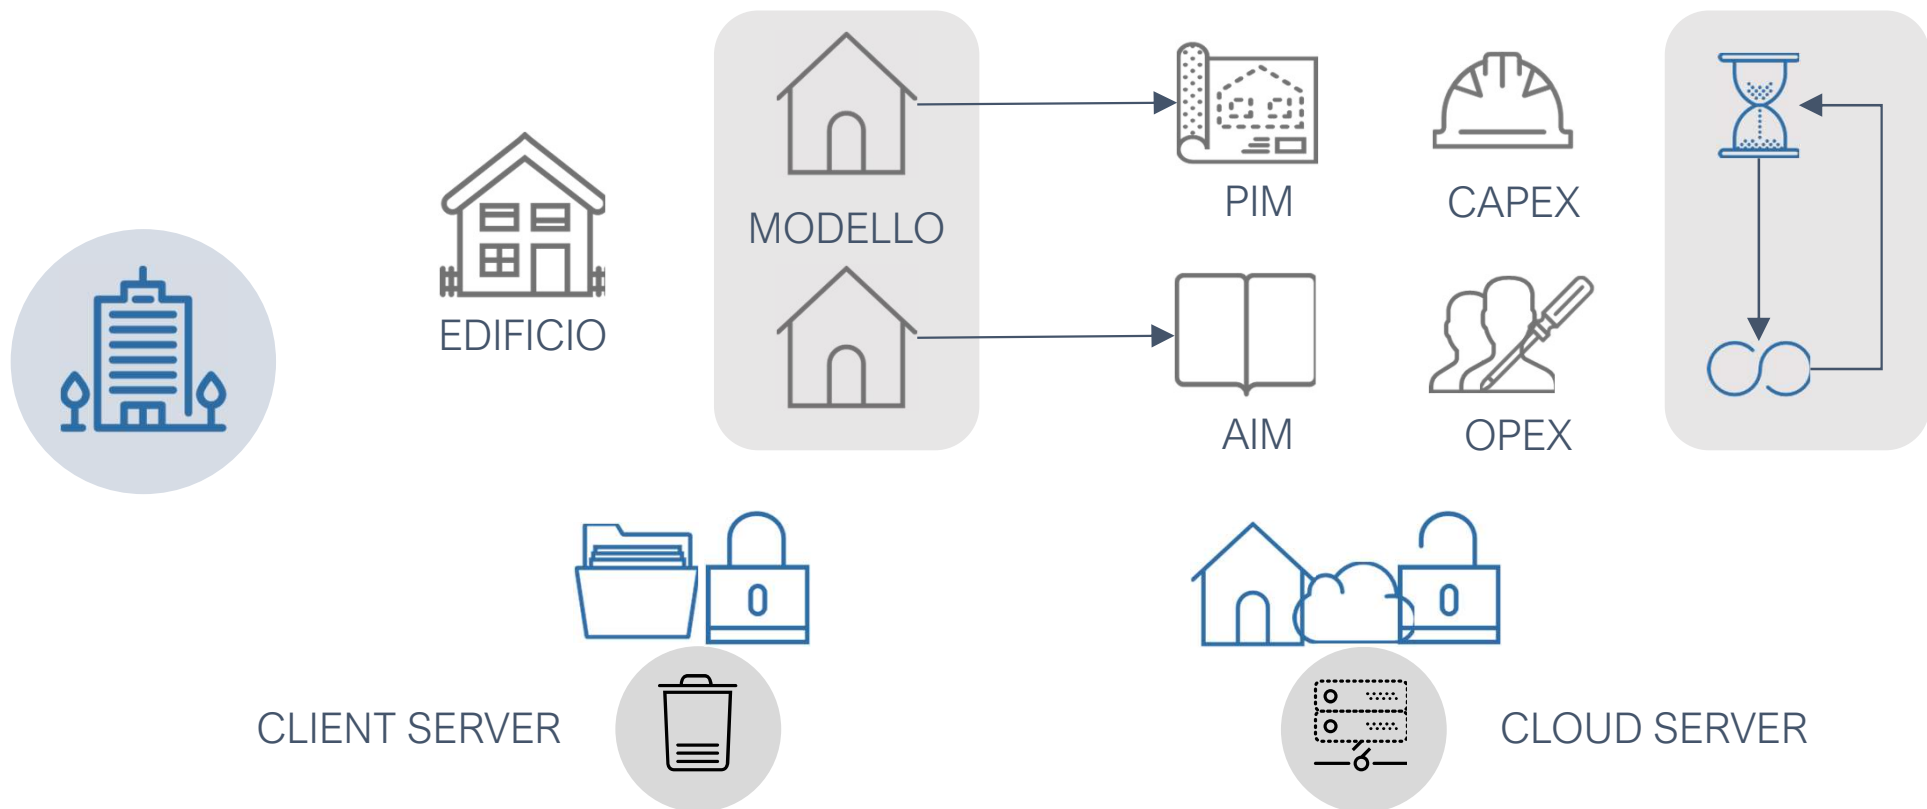 EDIFICIO
MODELLO
PIM
CAPEX
AIM
OPEX
CLIENT SERVER
CLOUD SERVER